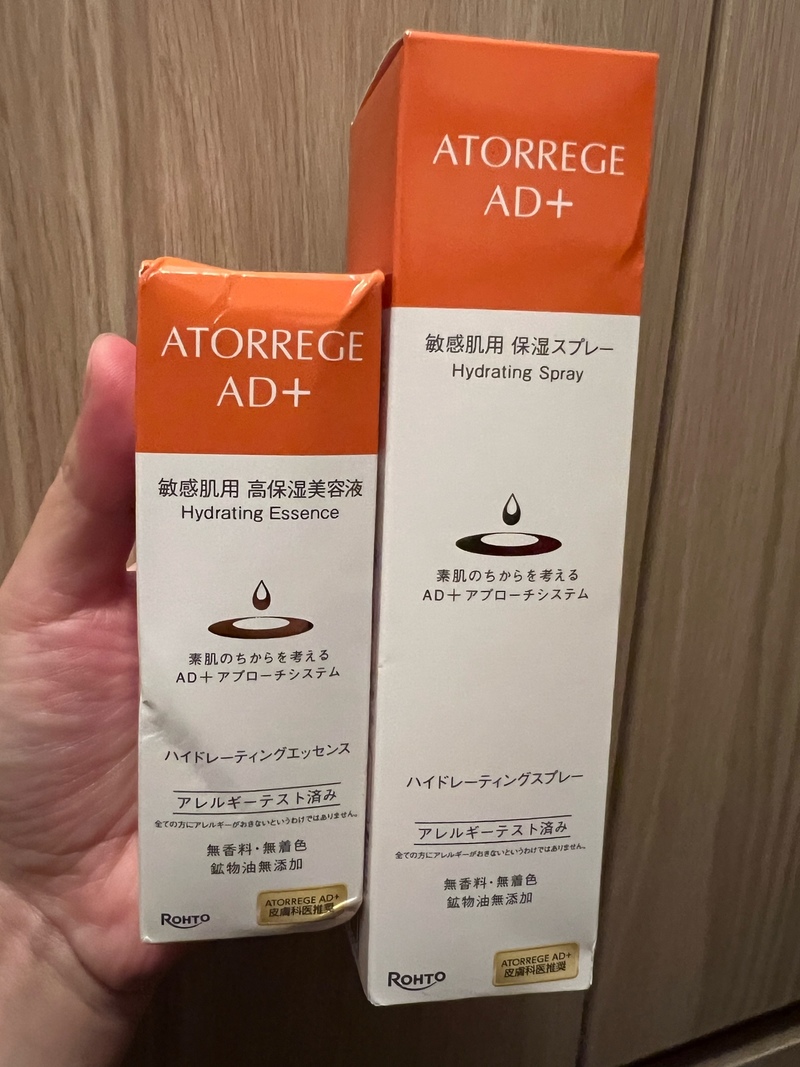 ATORREGE
AD+
敏感肌用 高保湿美容液
Hydrating Essence
素肌のちからを考える
AD+アプローチシステム
ハイドレーティングエッセンス
アレルギーテスト済み
全ての方にアレルギーがおきないというわけではありません。
無香料・無着色
鉱物油無添加
ROHTO
ATORREGE AD+
皮膚科医推奨
ATORREGE
AD+
敏感肌用 保湿スプレー
Hydrating Spray
素肌のちからを考える
AD+アプローチシステム
ハイドレーティングスプレー
アレルギーテスト済み
全ての方にアレルギーがおきないというわけではありません。
無香料・無着色
鉱物油無添加
ROHTO
ATORREGE AD+
皮膚科医推奨